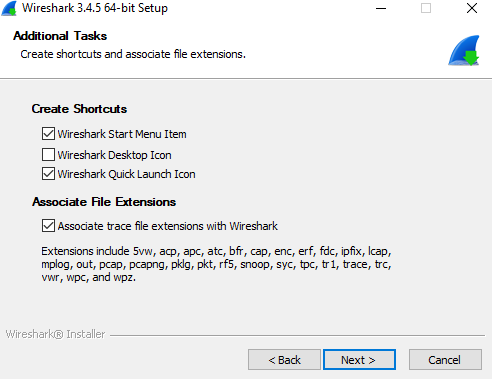 Wireshark 3.4.5 64-bit Setup
Additional Tasks
Create shortcuts and associate file extensions.
Create Shortcuts
Wireshark Start Menu Item
Wireshark Desktop Icon
Wireshark Quick Launch Icon
Associate File Extensions
Associate trace file extensions with Wireshark
Extensions include 5vw, acp, apc, atc, bfr, cap, enc, erf, fdc, ipfix, lcap,
mplog, out, pcap, pcapng, pklg, pkt, rf5, snoop, syc, tpc, tr1, trace, trc,
vwr, wpc, and wpz.
Wireshark® Installer
< Back
Next >
Cancel